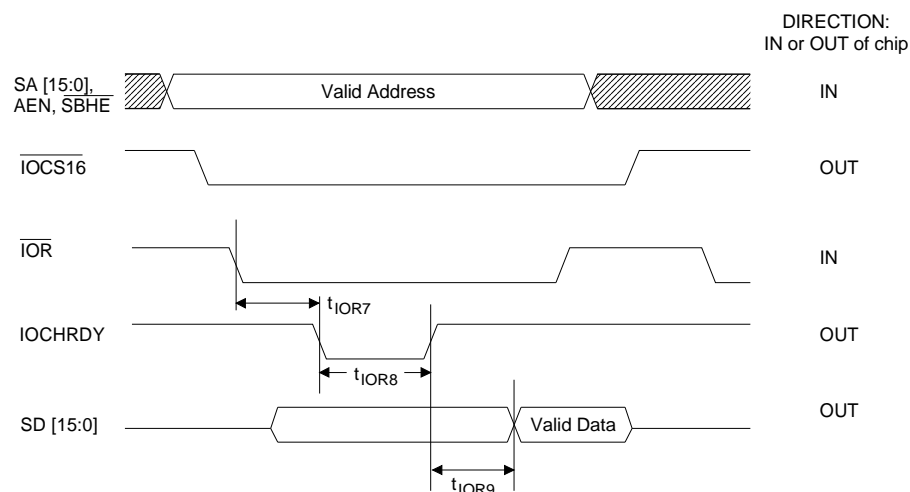 DIRECTION:
IN or OUT of chip
SA [15:0],
AEN, SBHE
Valid Address
IN
IOCS16
OUT
IOR
IN
tIOR7
IOCHRDY
OUT
tIOR8
SD [15:0]
Valid Data
OUT
tIOR9